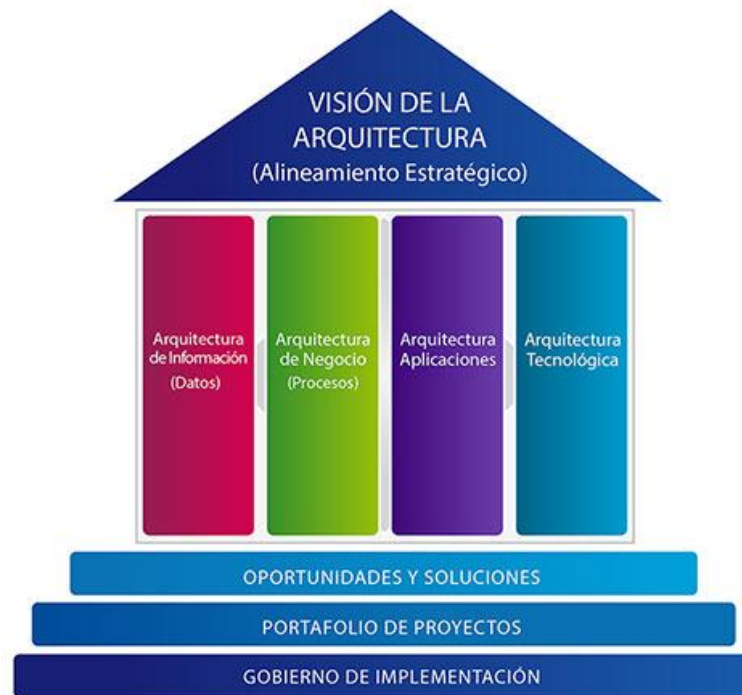 VISIÓN DE LA
ARQUITECTURA
(Alineamiento Estratégico)
Arquitectura
de Información
(Datos)
Arquitectura
de Negocio
(Procesos)
Arquitectura
Aplicaciones
Arquitectura
Tecnológica
OPORTUNIDADES Y SOLUCIONES
PORTAFOLIO DE PROYECTOS
GOBIERNO DE IMPLEMENTACIÓN